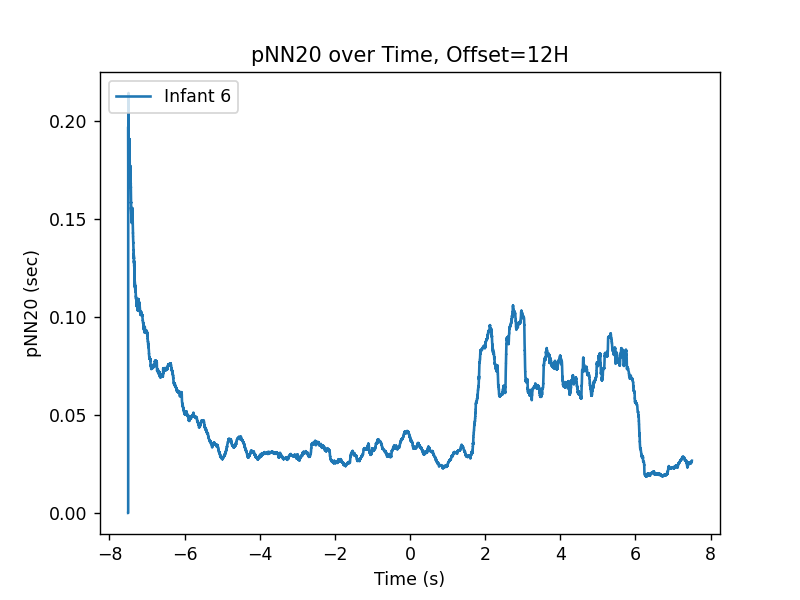 pNN20 over Time, Offset=12H
Infant 6
pNN20 (sec)
0.20
0.15
0.10
0.05
0.00
−8 −6 −4 −2 0 2 4 6 8
Time (s)